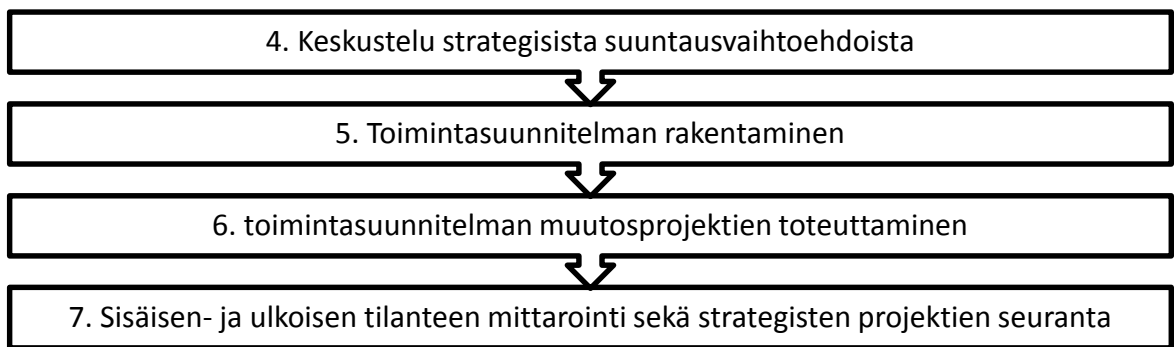 4. Keskustelu strategisista suuntausvaihtoehdoista
5. Toimintasuunnitelman rakentaminen
6. toimintasuunnitelman muutosprojektien toteuttaminen
7. Sisäisen- ja ulkoisen tilanteen mittarointi sekä strategisten projektien seuranta